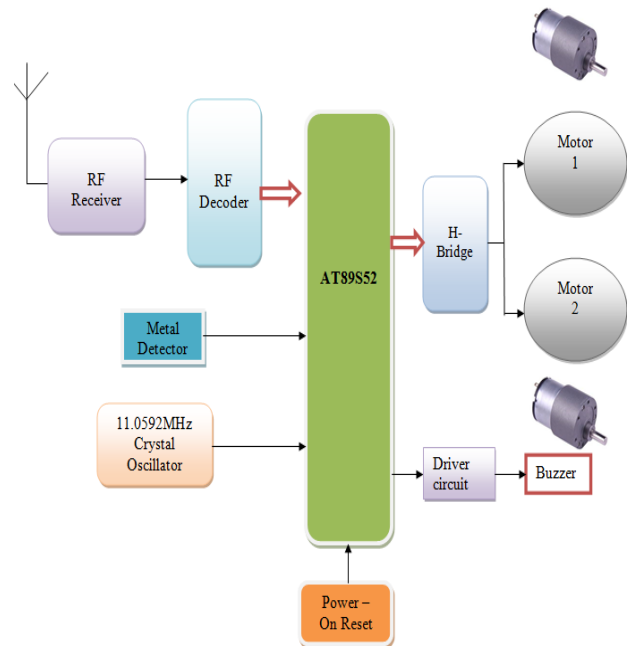 RF
Receiver
RF
Decoder
AT89S52
H-
Bridge
Motor
1
Motor
2
Metal
Detector
11.0592MHz
Crystal
Oscillator
Driver
circuit
Buzzer
Power –
On Reset